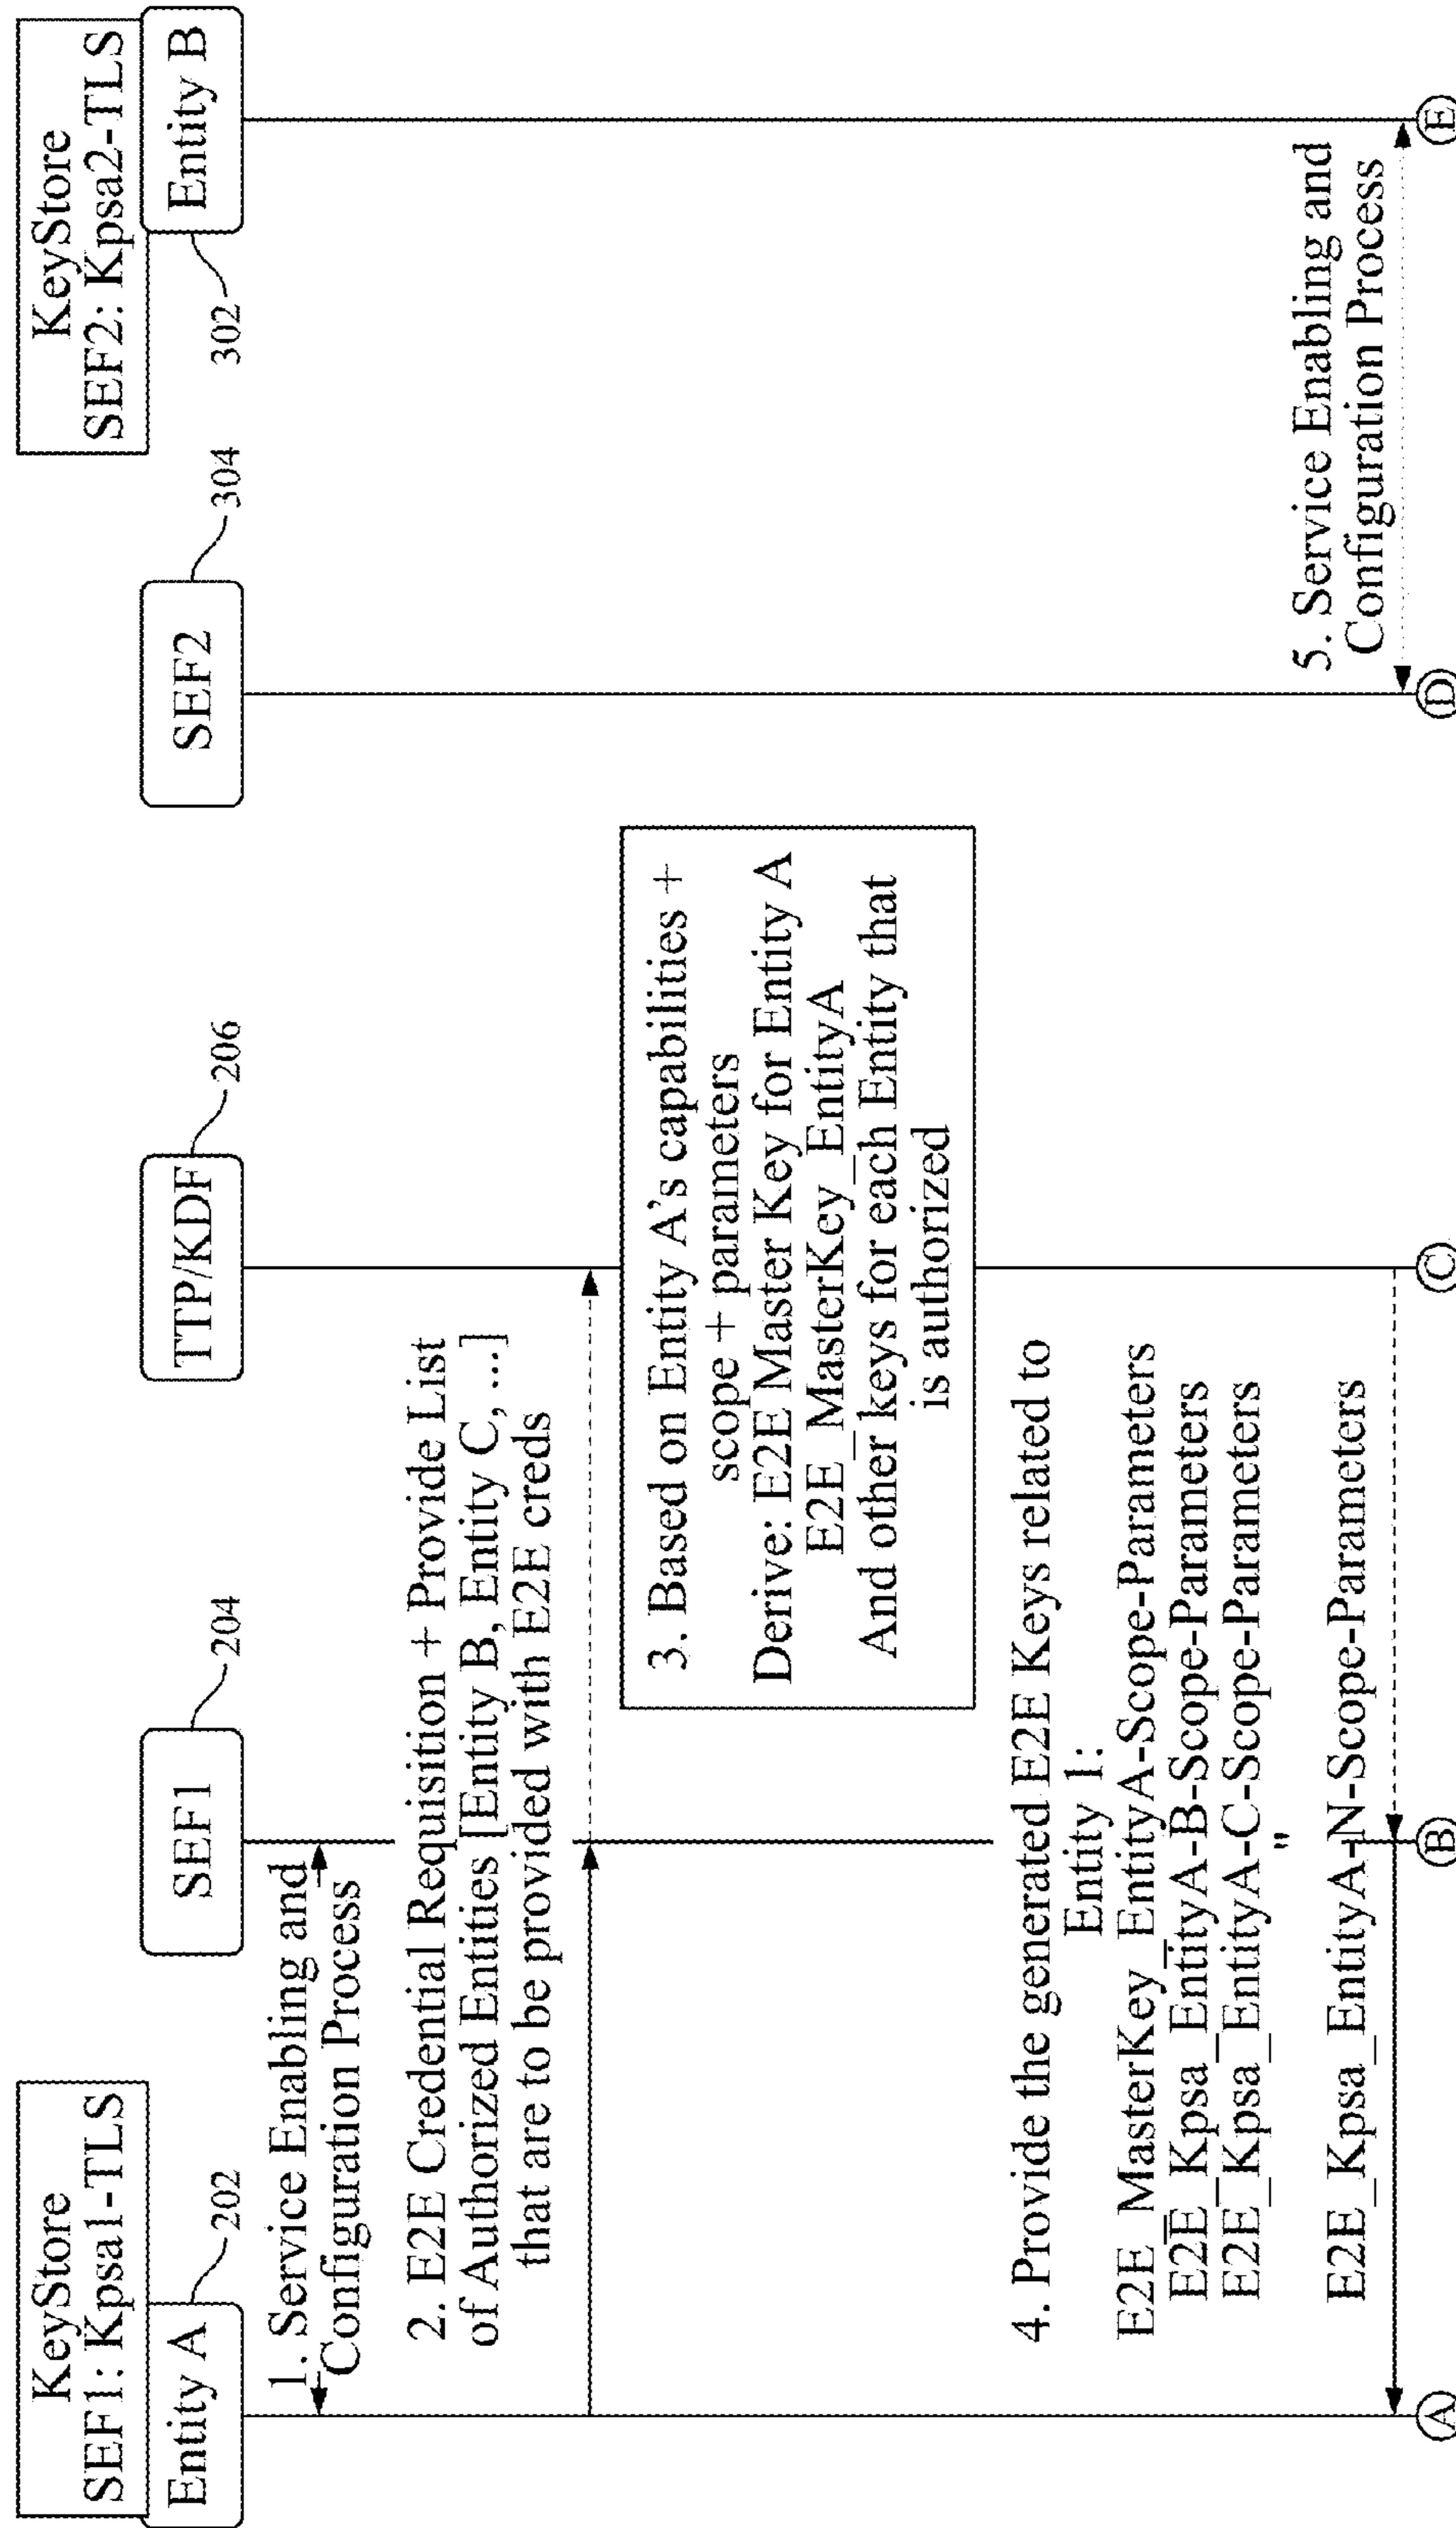 KeyStore
SEF1: Kpsa1-TLS
Entity A
202
SEF1
204
TTP/KDF
206
SEF2
304
KeyStore
SEF2: Kpsa2-TLS
Entity B
302
1. Service Enabling and
Configuration Process
2. E2E Credential Requisition + Provide List
of Authorized Entities [Entity B, Entity C, ...]
that are to be provided with E2E creds
3. Based on Entity A's capabilities +
scope + parameters
Derive: E2E Master Key for Entity A
E2E_MasterKey_EntityA
And other keys for each Entity that
is authorized
4. Provide the generated E2E Keys related to
Entity 1:
E2E_MasterKey_EntityA-Scope-Parameters
E2E_Kpsa_EntityA-B-Scope-Parameters
E2E_Kpsa_EntityA-C-Scope-Parameters
"
E2E_Kpsa_EntityA-N-Scope-Parameters
5. Service Enabling and
Configuration Process
A
B
C
D
E